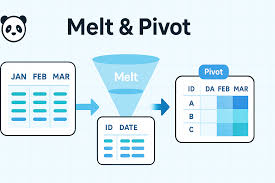 Melt & Pivot
JAN FEB MAR
Melt
ID DATE
Pivot
ID DA FEB MAR
A
B
C